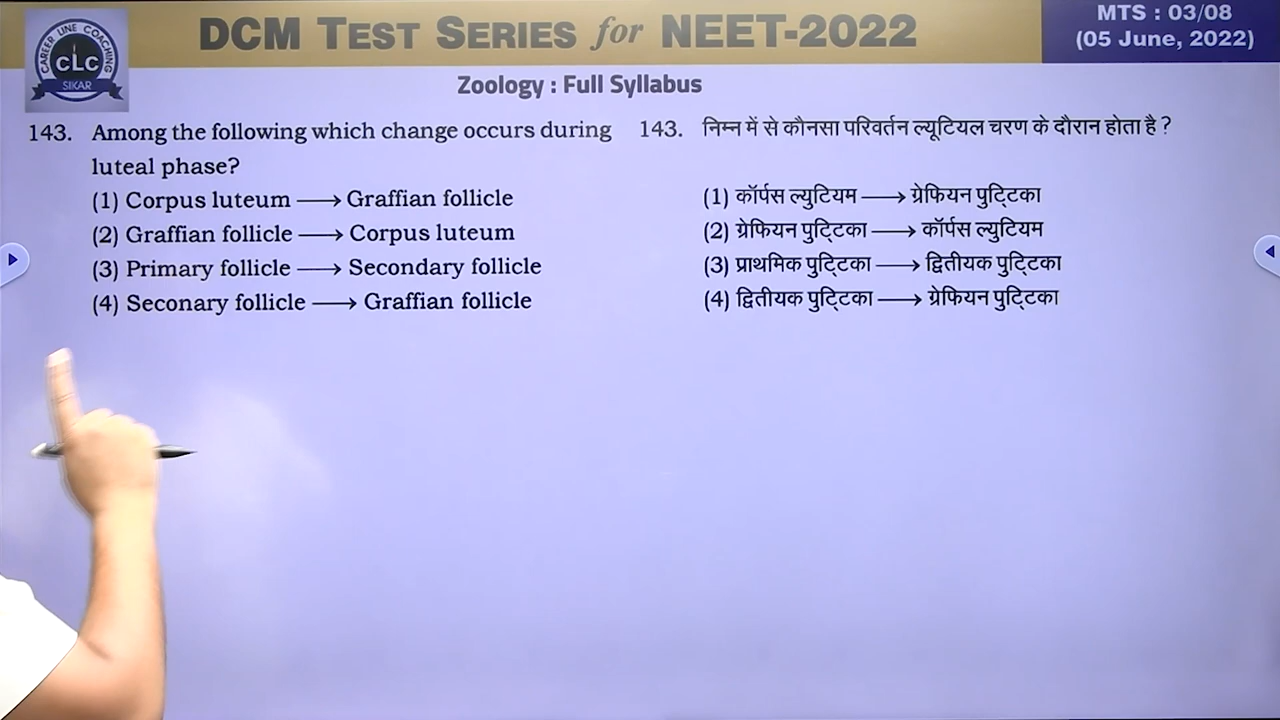 DCM TEST SERIES for NEET-2022
MTS : 03/08
(05 June, 2022)
CAREER LINE COACHING
CLC
SIKAR
Zoology : Full Syllabus
143. Among the following which change occurs during
luteal phase?
(1) Corpus luteum ⟶ Graffian follicle
(2) Graffian follicle ⟶ Corpus luteum
(3) Primary follicle ⟶ Secondary follicle
(4) Seconary follicle ⟶ Graffian follicle
143. निम्न में से कौनसा परिवर्तन ल्यूटियल चरण के दौरान होता है ?
(1) कॉर्पस ल्युटियम ⟶ ग्रेफियन पुट्टिका
(2) ग्रेफियन पुट्टिका ⟶ कॉर्पस ल्युटियम
(3) प्राथमिक पुट्टिका ⟶ द्वितीयक पुट्टिका
(4) द्वितीयक पुट्टिका ⟶ ग्रेफियन पुट्टिका